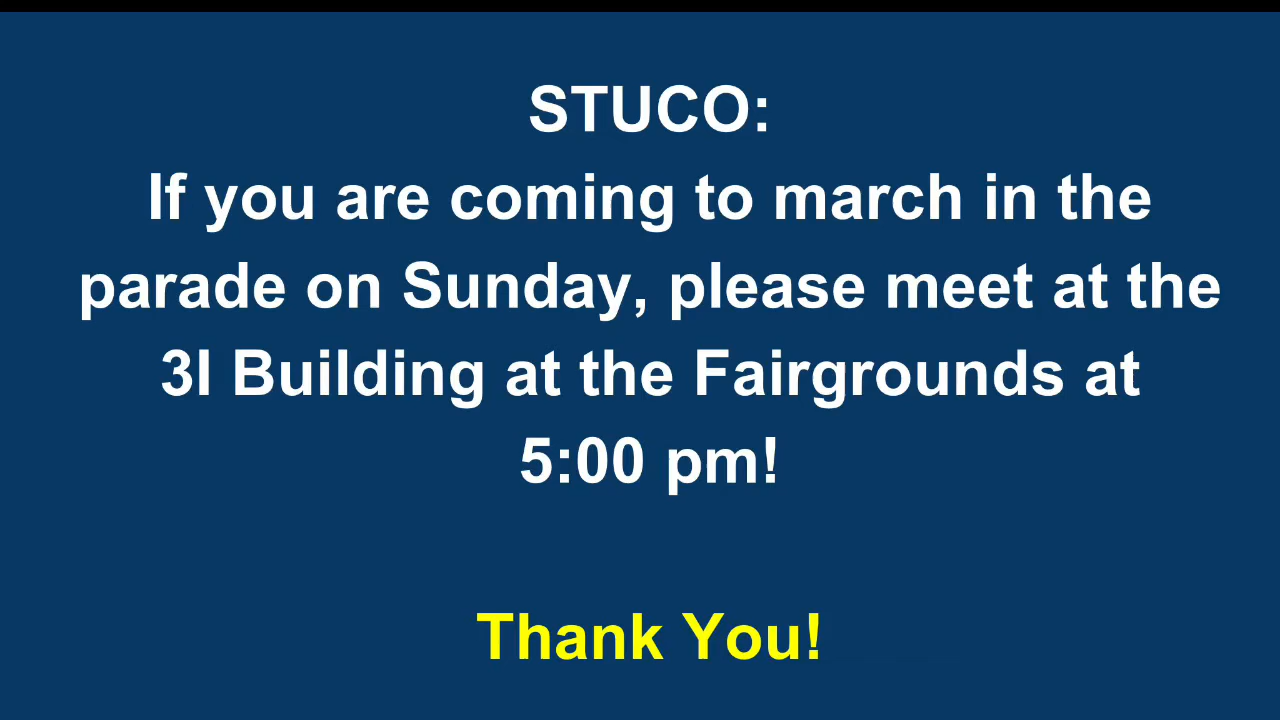 STUCO:
If you are coming to march in the
parade on Sunday, please meet at the
3I Building at the Fairgrounds at
5:00 pm!
Thank You!